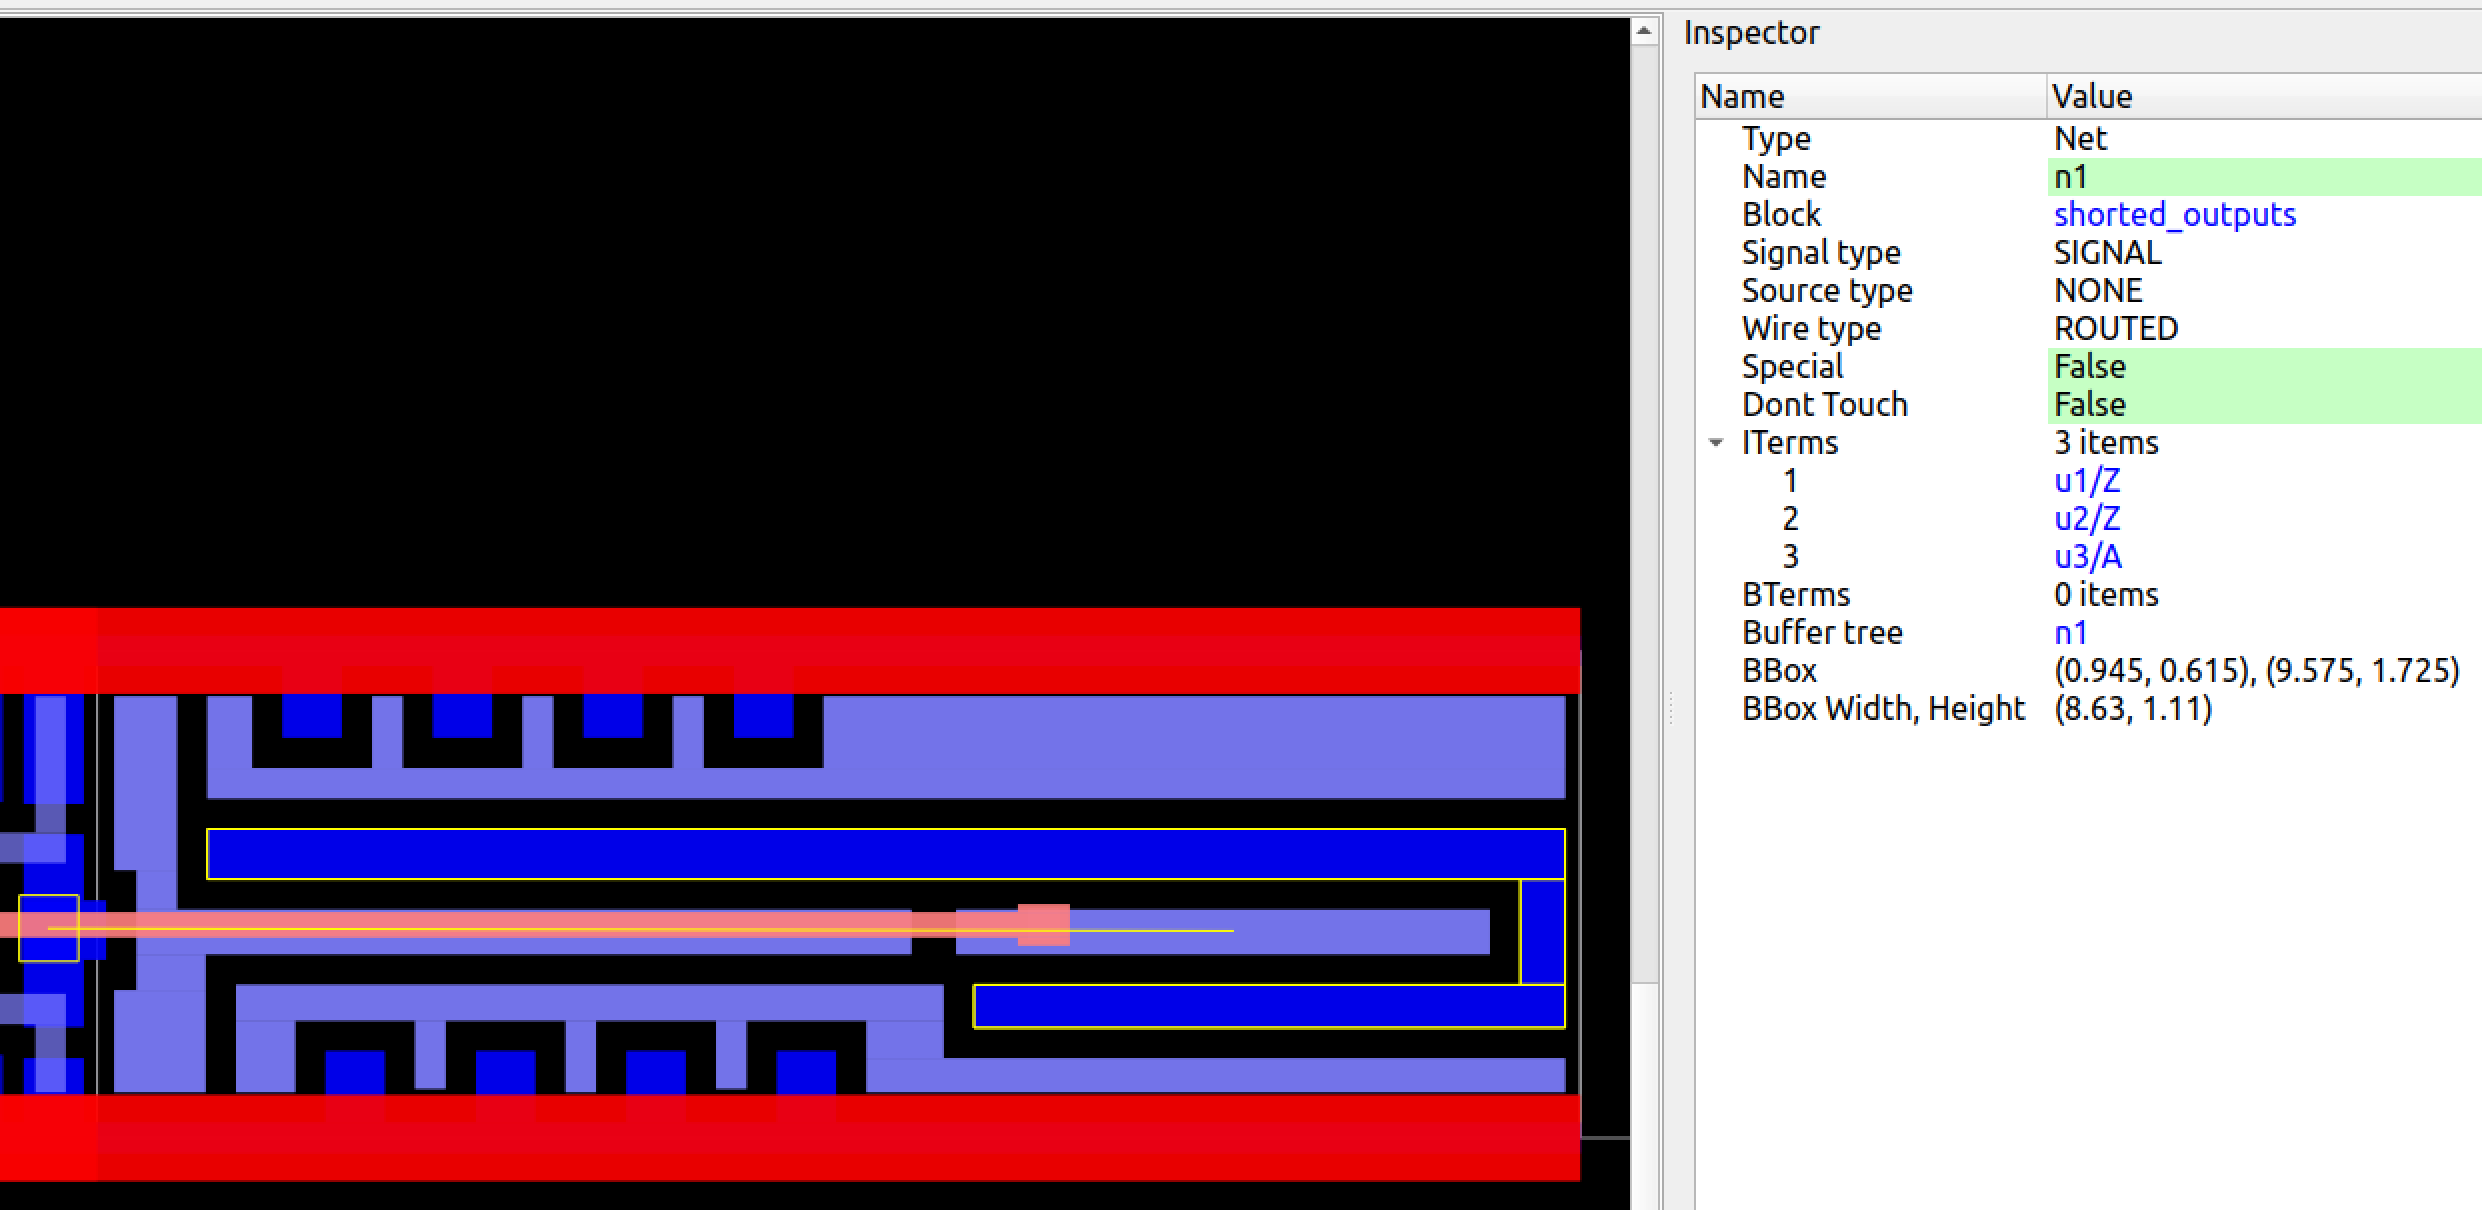 Inspector
Name Value
Type Net
Name n1
Block shorted_outputs
Signal type SIGNAL
Source type NONE
Wire type ROUTED
Special False
Dont Touch False
ITerms 3 items
1 u1/Z
2 u2/Z
3 u3/A
BTerms 0 items
Buffer tree n1
BBox (0.945, 0.615), (9.575, 1.725)
BBox Width, Height (8.63, 1.11)